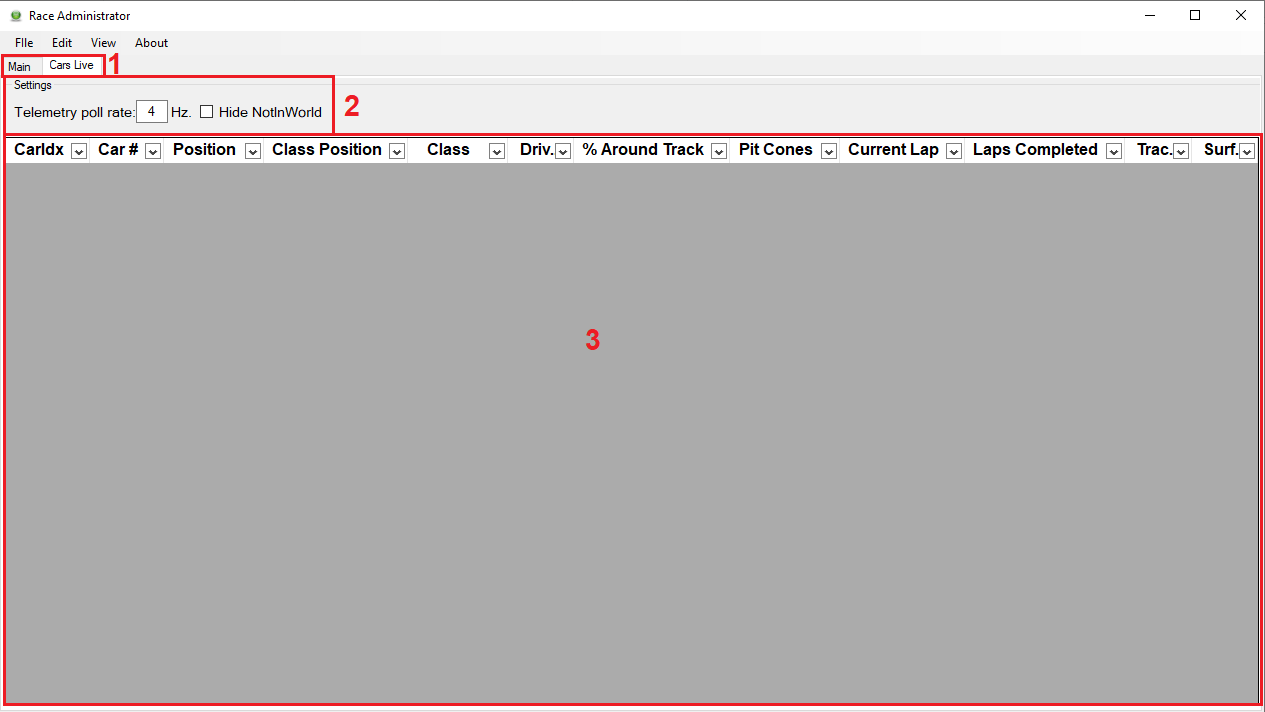 Race Administrator
FIle Edit View About
Main Cars Live 1
Settings
Telemetry poll rate: 4 Hz. Hide NotInWorld 2
CarIdx Car # Position Class Position Class Driv. % Around Track Pit Cones Current Lap Laps Completed Trac. Surf.
3